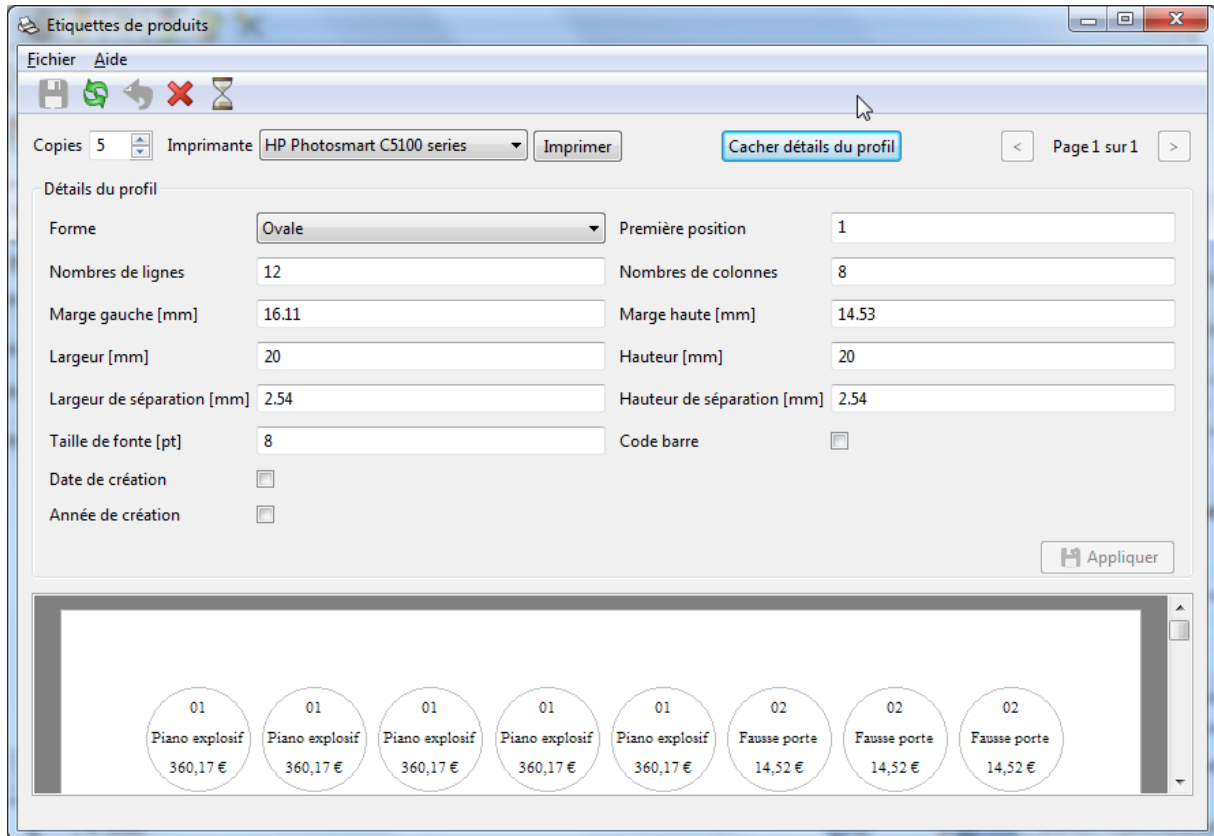 Etiquettes de produits
Fichier Aide
Copies 5 Imprimante HP Photosmart C5100 series Imprimer Cacher détails du profil < Page 1 sur 1 >
Détails du profil
Forme Ovale Première position 1
Nombres de lignes 12 Nombres de colonnes 8
Marge gauche [mm] 16.11 Marge haute [mm] 14.53
Largeur [mm] 20 Hauteur [mm] 20
Largeur de séparation [mm] 2.54 Hauteur de séparation [mm] 2.54
Taille de fonte [pt] 8 Code barre
Date de création
Année de création
Appliquer
01 01 01 01 01 02 02 02
Piano explosif Piano explosif Piano explosif Piano explosif Piano explosif Fausse porte Fausse porte Fausse porte
360,17 € 360,17 € 360,17 € 360,17 € 360,17 € 14,52 € 14,52 € 14,52 €